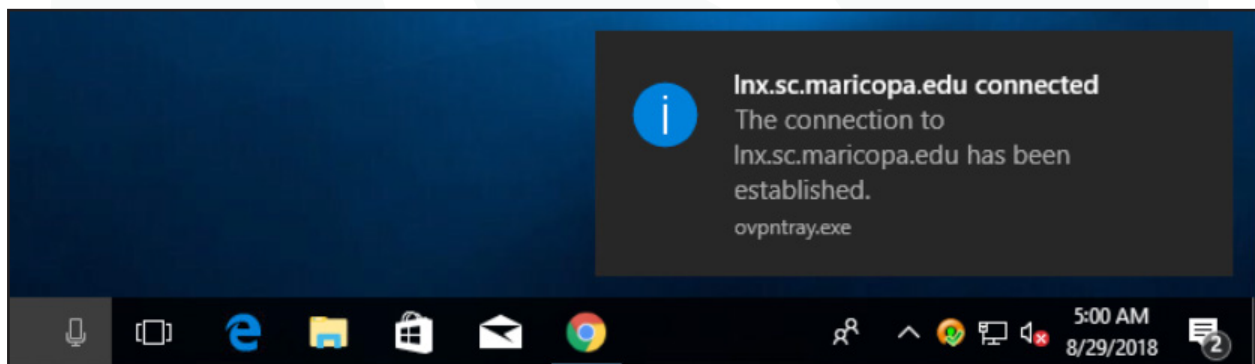 lnx.sc.maricopa.edu connected
The connection to
lnx.sc.maricopa.edu has been
established.
ovpntray.exe
5:00 AM
8/29/2018
2